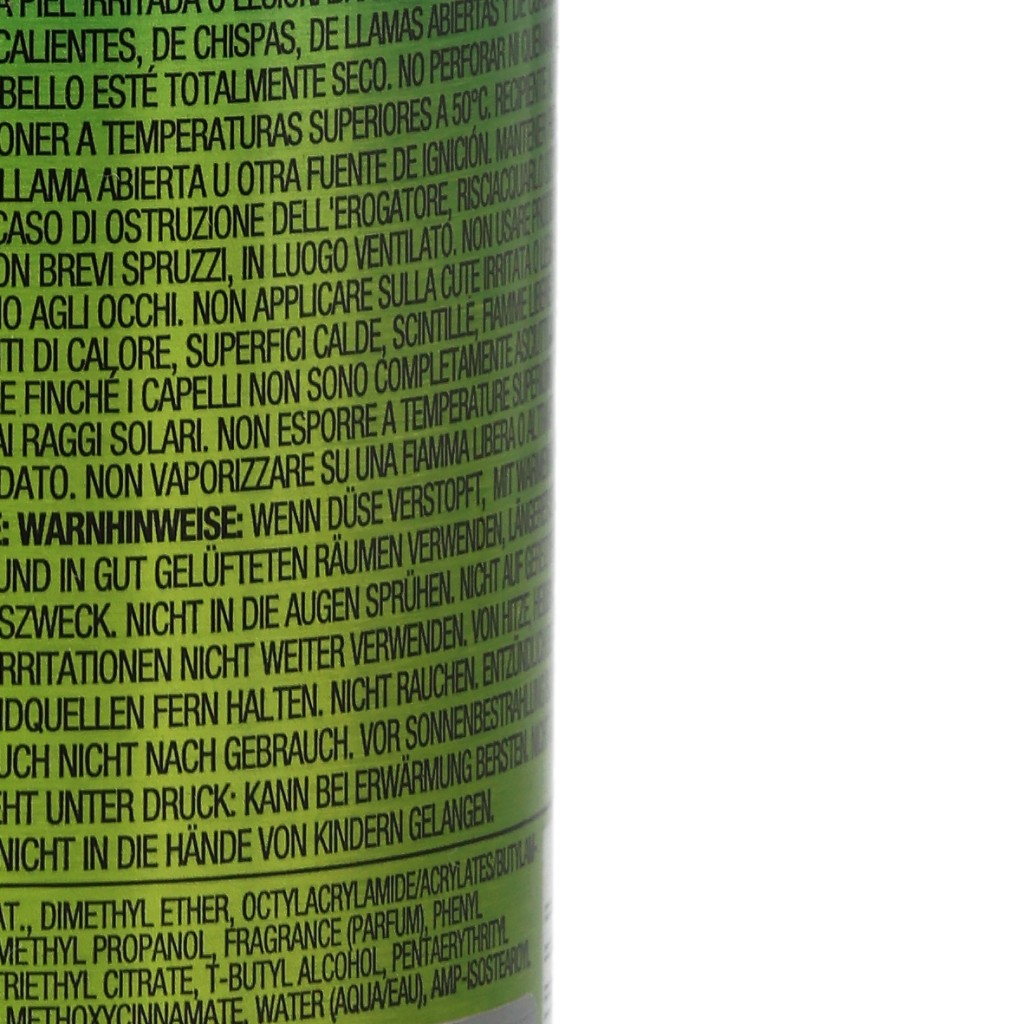 PIEL IRRITADA O
CALIENTES, DE CHISPAS, DE LLAMAS ABIERTAS Y DE
BELLO ESTÉ TOTALMENTE SECO. NO PERFORAR NI
ONER A TEMPERATURAS SUPERIORES A 50°C. RECIPIENTE
LLAMA ABIERTA U OTRA FUENTE DE IGNICIÓN. MANTENER
CASO DI OSTRUZIONE DELL'EROGATORE, RISCIACQUARLO
ON BREVI SPRUZZI, IN LUOGO VENTILATO. NON USARE
IO AGLI OCCHI. NON APPLICARE SULLA CUTE IRRITATA O
TI DI CALORE, SUPERFICI CALDE, SCINTILLE, FIAMME
E FINCHÉ I CAPELLI NON SONO COMPLETAMENTE
AI RAGGI SOLARI. NON ESPORRE A TEMPERATURE
DATO. NON VAPORIZZARE SU UNA FIAMMA LIBERA O
E: WARNHINWEISE: WENN DÜSE VERSTOPFT, MIT
UND IN GUT GELÜFTETEN RÄUMEN VERWENDEN,
SZWECK. NICHT IN DIE AUGEN SPRÜHEN. NICHT AUF
RRITATIONEN NICHT WEITER VERWENDEN. VON HITZE,
NDQUELLEN FERN HALTEN. NICHT RAUCHEN.
UCH NICHT NACH GEBRAUCH. VOR SONNENBESTRAHLUNG
EHT UNTER DRUCK: KANN BEI ERWÄRMUNG BERSTEN.
NICHT IN DIE HÄNDE VON KINDERN GELANGEN.
AT., DIMETHYL ETHER, OCTYLACRYLAMIDE/ACRYLATES/BUTYLAM-
METHYL PROPANOL, FRAGRANCE (PARFUM), PHENYL
TRIETHYL CITRATE, T-BUTYL ALCOHOL, PENTAERYTHRITYL
METHOXYCINNAMATE, WATER (AQUA/EAU), AMP-ISOSTEAROYL